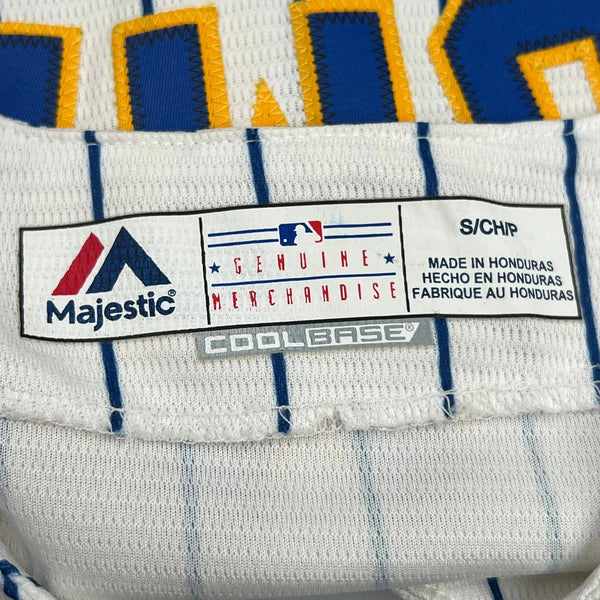 Majestic®
GENUINE
MERCHANDISE
COOLBASE®
S/CH/P
MADE IN HONDURAS
HECHO EN HONDURAS
FABRIQUE AU HONDURAS